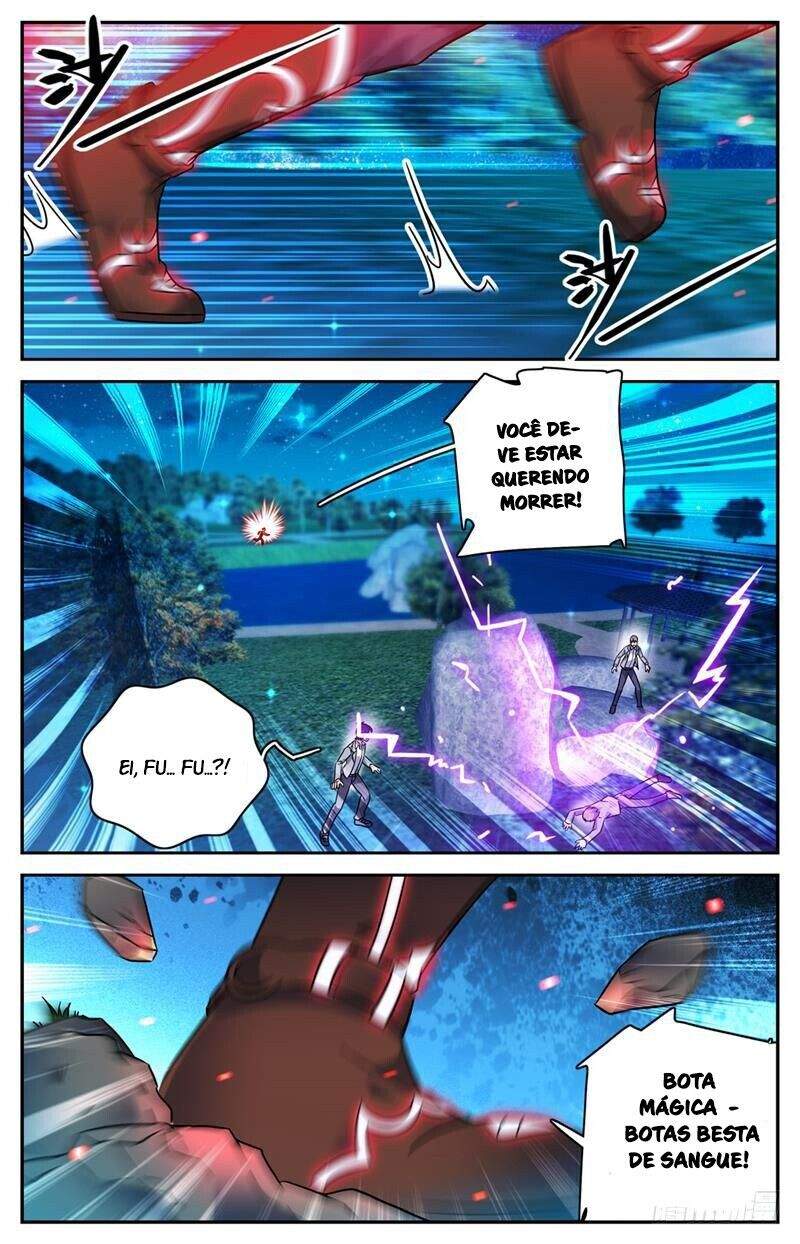 VOCÊ DE-
VE ESTAR
QUERENDO
MORRER!
EI, FU... FU...?!
BOTA
MÁGICA -
BOTAS BESTA
DE SANGUE!